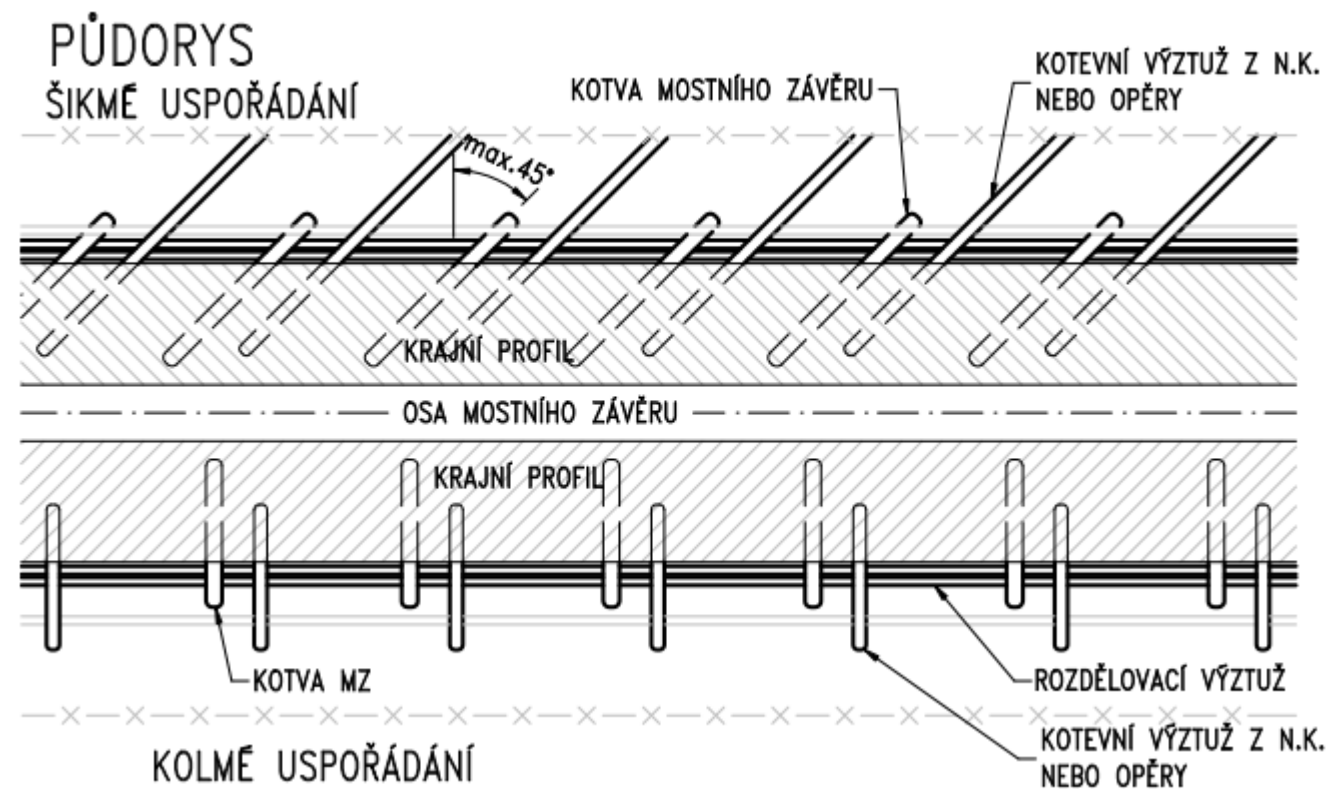 PŮDORYS
ŠIKMÉ USPOŘÁDÁNÍ
KOTVA MOSTNÍHO ZÁVĚRU
KOTEVNÍ VÝZTUŽ Z N.K.
NEBO OPĚRY
max.45°
KRAJNÍ PROFIL
OSA MOSTNÍHO ZÁVĚRU
KRAJNÍ PROFIL
KOTVA MZ
ROZDĚLOVACÍ VÝZTUŽ
KOTEVNÍ VÝZTUŽ Z N.K.
NEBO OPĚRY
KOLMÉ USPOŘÁDÁNÍ